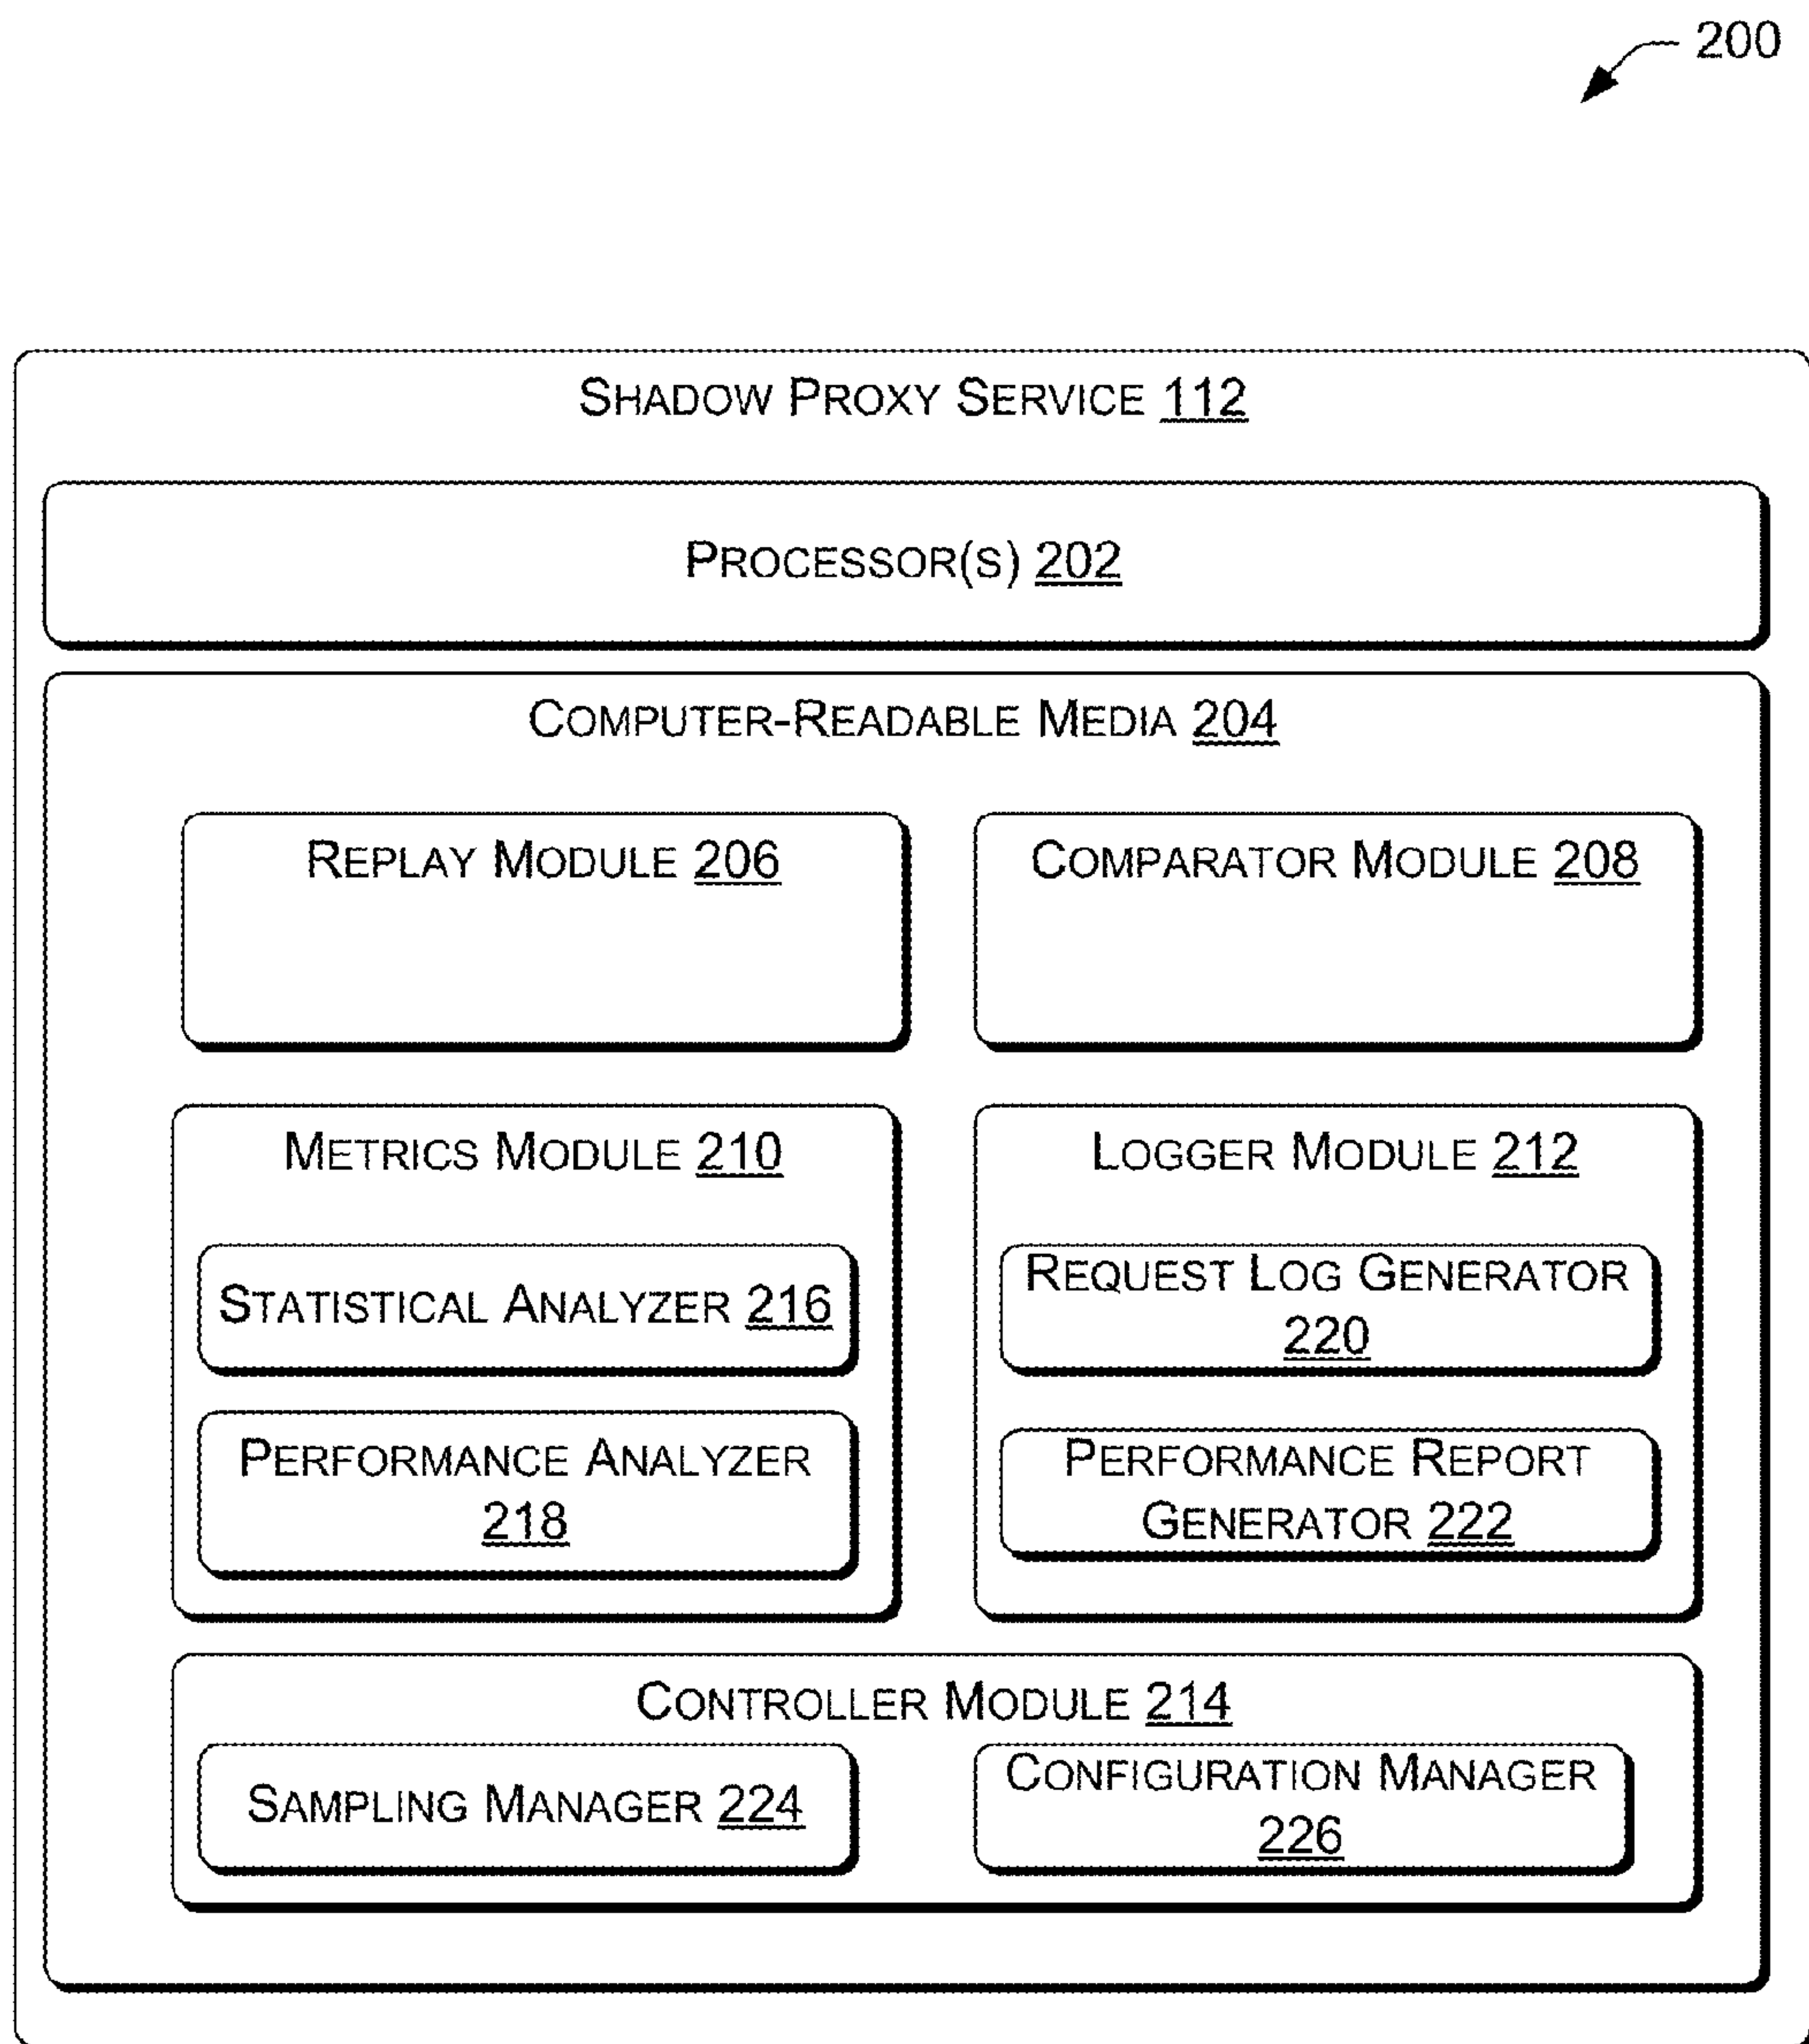 200
SHADOW PROXY SERVICE 112
PROCESSOR(S) 202
COMPUTER-READABLE MEDIA 204
REPLAY MODULE 206
COMPARATOR MODULE 208
METRICS MODULE 210
STATISTICAL ANALYZER 216
PERFORMANCE ANALYZER
218
LOGGER MODULE 212
REQUEST LOG GENERATOR
220
PERFORMANCE REPORT
GENERATOR 222
CONTROLLER MODULE 214
SAMPLING MANAGER 224
CONFIGURATION MANAGER
226